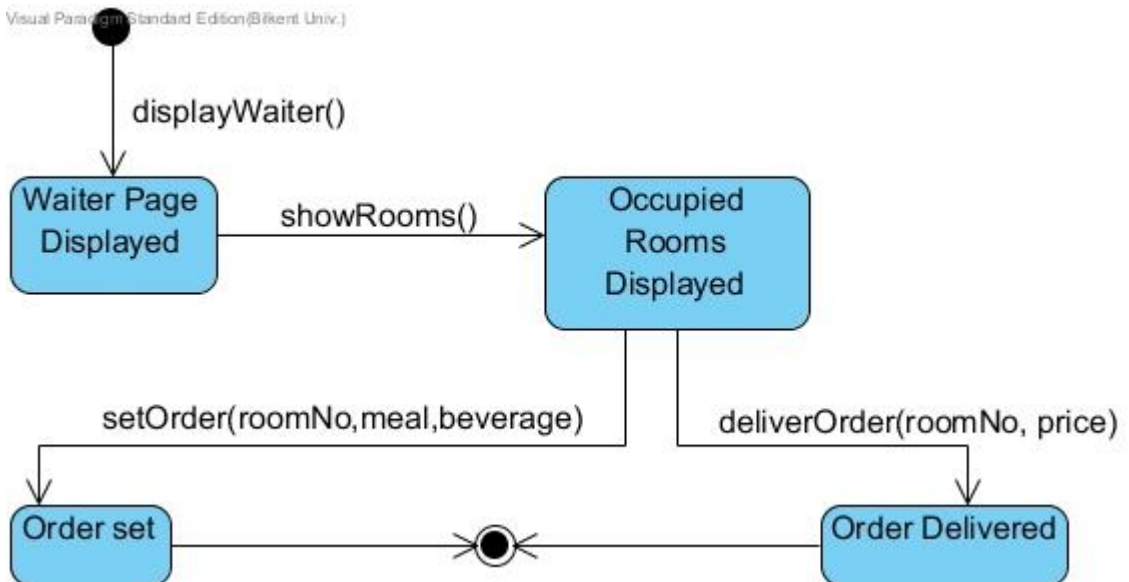 Visual Paradigm Standard Edition(Bilkent Univ.)
displayWaiter()
Waiter Page
Displayed
showRooms()
Occupied
Rooms
Displayed
setOrder(roomNo,meal,beverage)
deliverOrder(roomNo, price)
Order set
Order Delivered